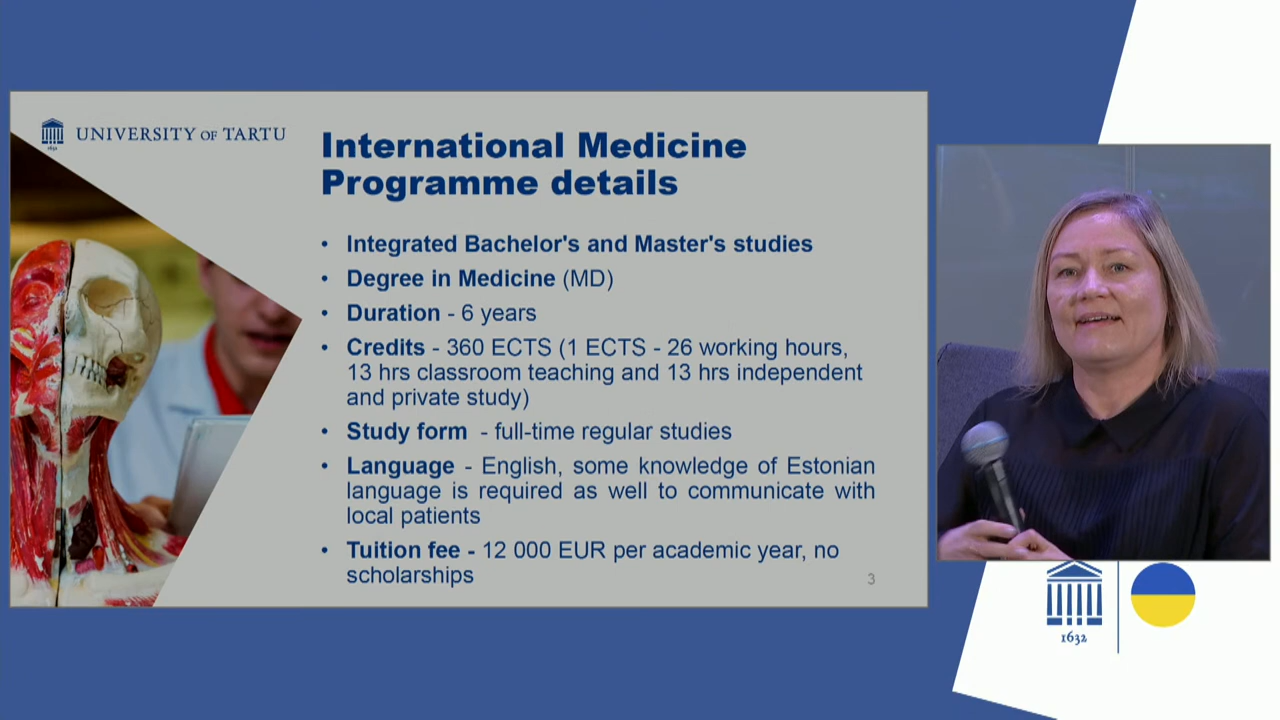 UNIVERSITY OF TARTU
1632
International Medicine
Programme details
• Integrated Bachelor's and Master's studies
• Degree in Medicine (MD)
• Duration - 6 years
• Credits - 360 ECTS (1 ECTS - 26 working hours,
13 hrs classroom teaching and 13 hrs independent
and private study)
• Study form - full-time regular studies
• Language - English, some knowledge of Estonian
language is required as well to communicate with
local patients
• Tuition fee - 12 000 EUR per academic year, no
scholarships
3
1632